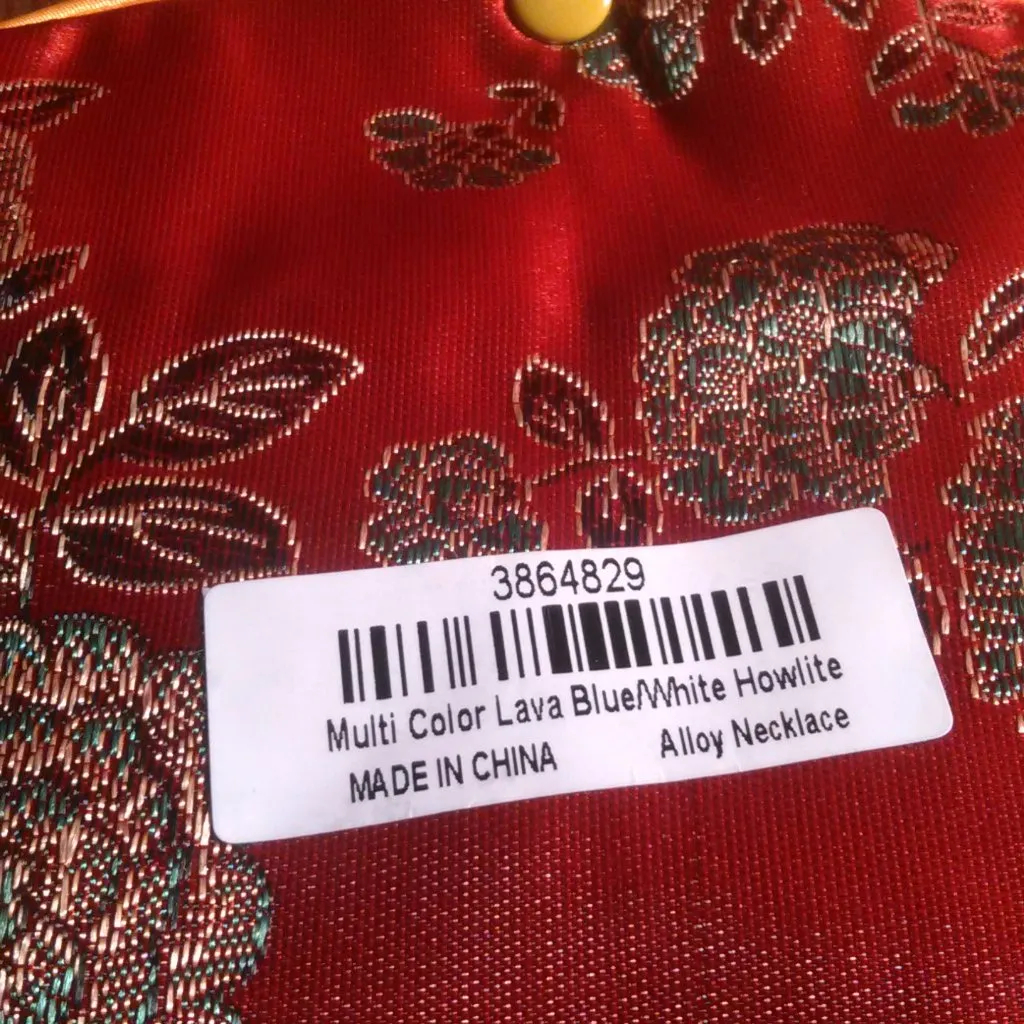 3864829
Multi Color Lava Blue/White Howlite
MADE IN CHINA Alloy Necklace